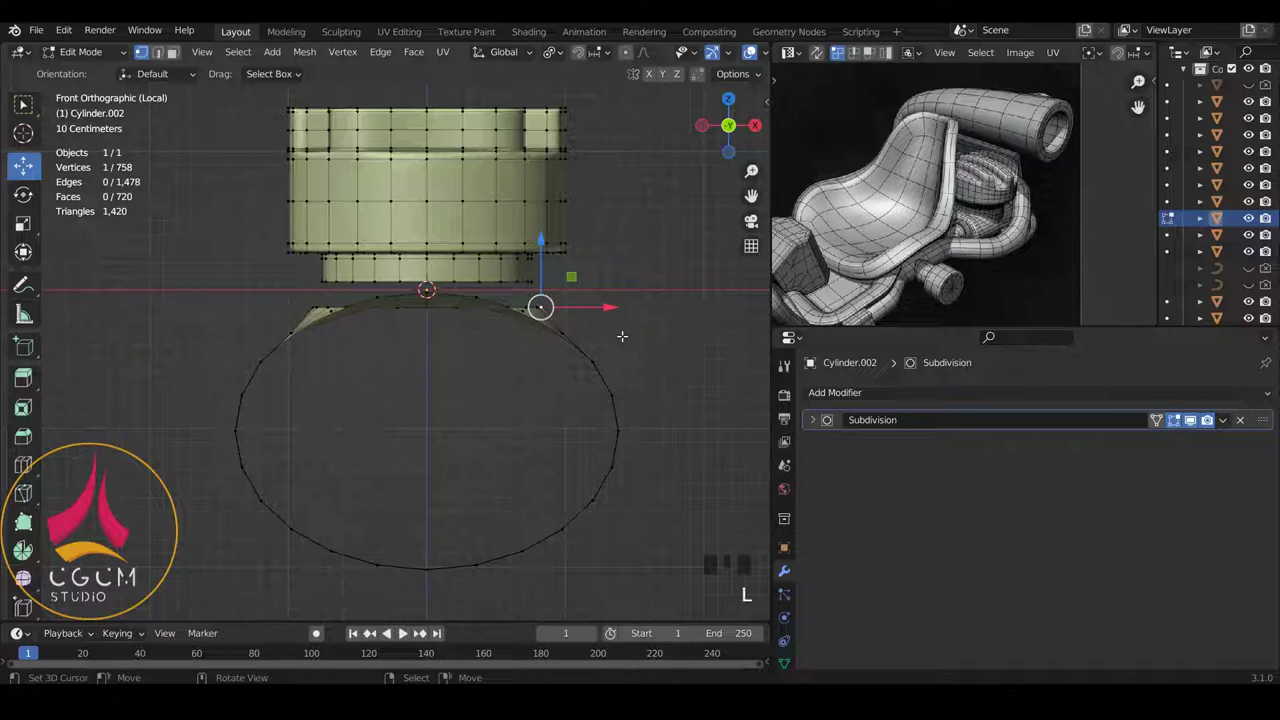 File Edit Render Window Help Layout Modeling Sculpting UV Editing Texture Paint Shading Animation Rendering Compositing Geometry Nodes Scripting Scene ViewLayer
Edit Mode View Select Add Mesh Vertex Edge Face UV Global View Select Image UV
Orientation: Default Drag: Select Box X Y Z Options
Front Orthographic (Local)
(1) Cylinder.002
10 Centimeters
Objects 1 / 1
Vertices 1 / 758
Edges 0 / 1,478
Faces 0 / 720
Triangles 1,420
Z
Y
X
Co
Cylinder.002 Subdivision
Add Modifier
Subdivision
CGCM
STUDIO
L
Playback Keying View Marker 1 Start 1 End 250
1 20 40 60 80 100 120 140 160 180 200 220 240
Set 3D Cursor Move Rotate View Select Move 3.1.0